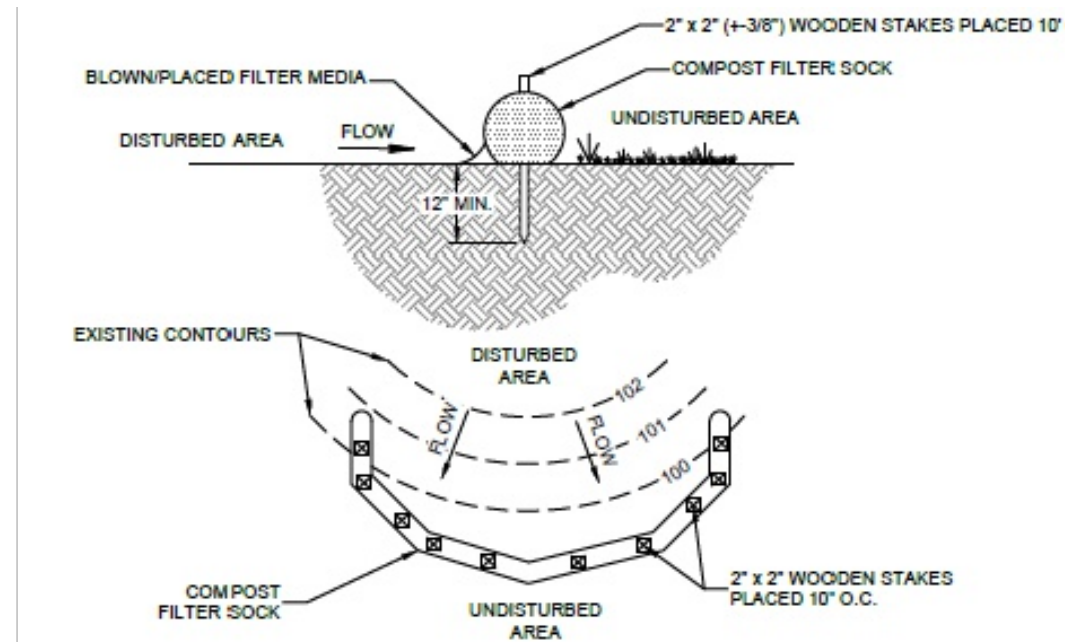 2" x 2" (+-3/8") WOODEN STAKES PLACED 10'
BLOWN/PLACED FILTER MEDIA
COMPOST FILTER SOCK
UNDISTURBED AREA
DISTURBED AREA
FLOW
12" MIN.
EXISTING CONTOURS
DISTURBED
AREA
102
FLOW
FLOW
101
100
COMPOST
FILTER SOCK
2" x 2" WOODEN STAKES
PLACED 10" O.C.
UNDISTURBED
AREA